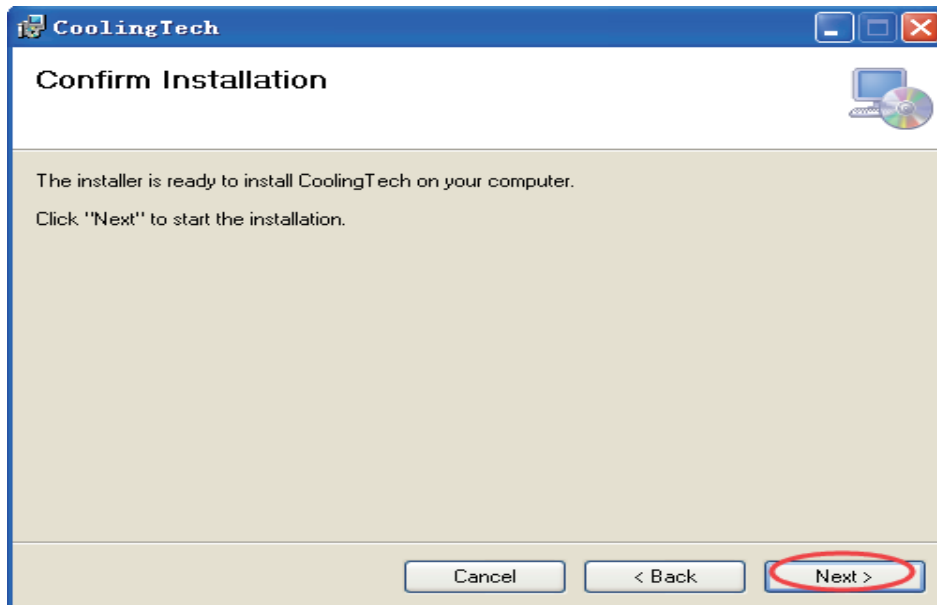 CoolingTech
Confirm Installation
The installer is ready to install CoolingTech on your computer.
Click "Next" to start the installation.
Cancel
< Back
Next >